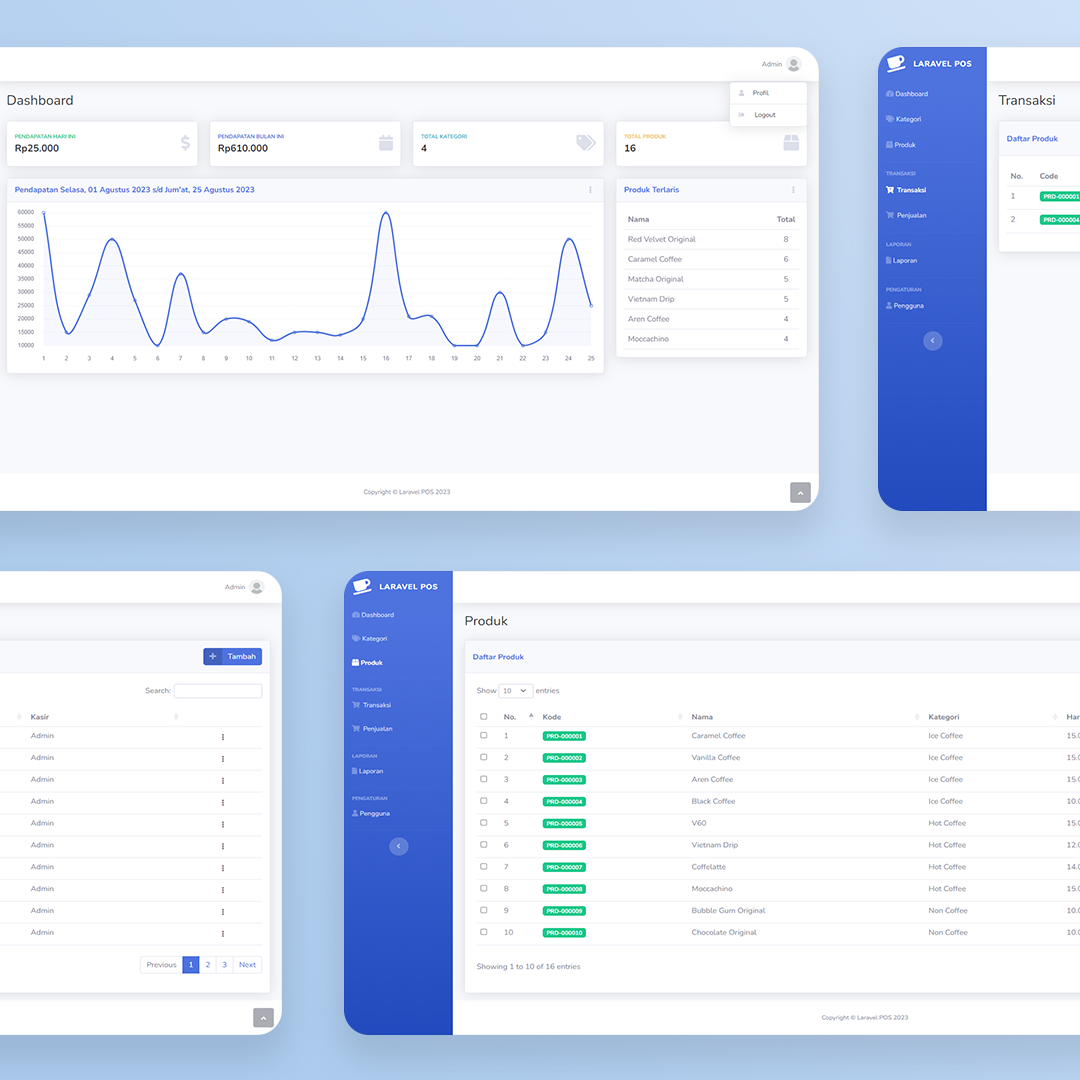 Admin
Profil
Logout
Dashboard
PENDAPATAN HARI INI
Rp25.000
PENDAPATAN BULAN INI
Rp610.000
TOTAL KATEGORI
4
TOTAL PRODUK
16
Pendapatan Selasa, 01 Agustus 2023 s/d Jum'at, 25 Agustus 2023
60000
55000
50000
45000
40000
35000
30000
25000
20000
15000
10000
1 2 3 4 5 6 7 8 9 10 11 12 13 14 15 16 17 18 19 20 21 22 23 24 25
Produk Terlaris
Nama Total
Red Velvet Original 8
Caramel Coffee 6
Matcha Original 5
Vietnam Drip 5
Aren Coffee 4
Moccachino 4
Copyright © Laravel POS 2023
LARAVEL POS
Dashboard
Kategori
Produk
TRANSAKSI
Transaksi
Penjualan
LAPORAN
Laporan
PENGATURAN
Pengguna
Transaksi
Daftar Produk
No. Code
1 PRD-000001
2 PRD-000004
Admin
Tambah
Search:
Kasir
Admin
Admin
Admin
Admin
Admin
Admin
Admin
Admin
Admin
Admin
Previous 1 2 3 Next
LARAVEL POS
Dashboard
Kategori
Produk
TRANSAKSI
Transaksi
Penjualan
LAPORAN
Laporan
PENGATURAN
Pengguna
Produk
Daftar Produk
Show 10 entries
No. Kode Nama Kategori Har
1 PRD-000001 Caramel Coffee Ice Coffee 15.0
2 PRD-000002 Vanilla Coffee Ice Coffee 15.0
3 PRD-000003 Aren Coffee Ice Coffee 15.0
4 PRD-000004 Black Coffee Ice Coffee 10.0
5 PRD-000005 V60 Hot Coffee 15.0
6 PRD-000006 Vietnam Drip Hot Coffee 12.0
7 PRD-000007 Coffelatte Hot Coffee 14.0
8 PRD-000008 Moccachino Hot Coffee 15.0
9 PRD-000009 Bubble Gum Original Non Coffee 10.0
10 PRD-000010 Chocolate Original Non Coffee 10.0
Showing 1 to 10 of 16 entries
Copyright © Laravel POS 2023